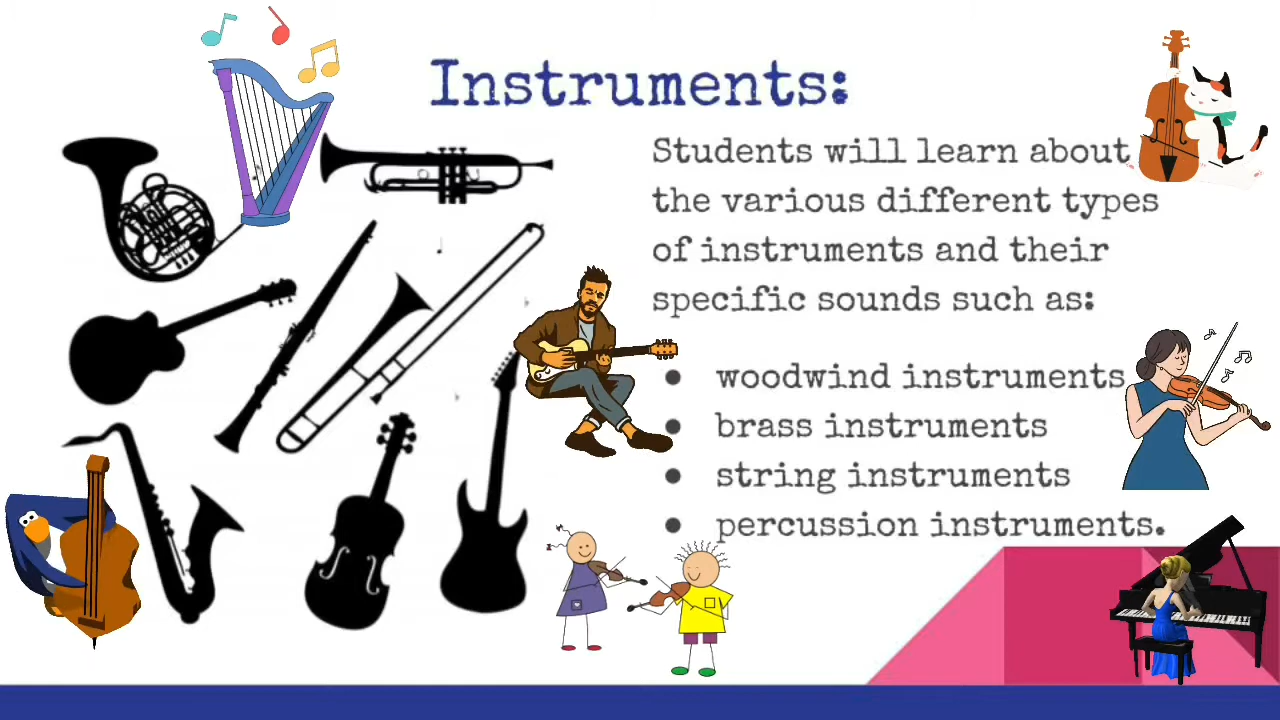 Instruments:
Students will learn about
the various different types
of instruments and their
specific sounds such as:
● woodwind instruments
● brass instruments
● string instruments
● percussion instruments.